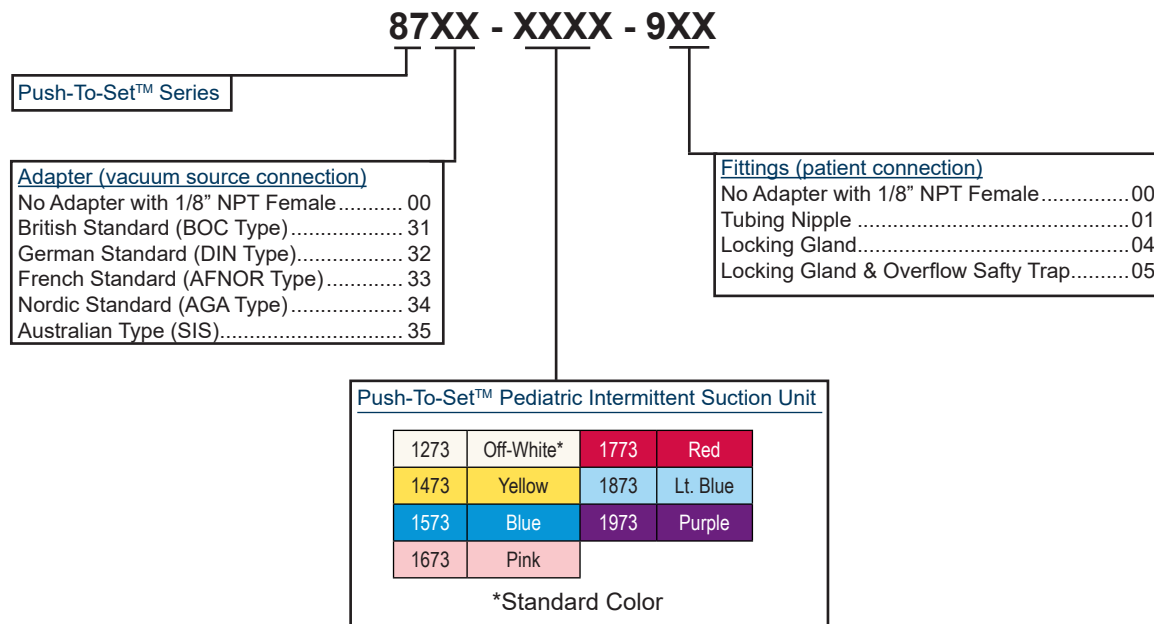 87XX - XXXX - 9XX
Push-To-Set™ Series
Adapter (vacuum source connection)
No Adapter with 1/8” NPT Female........... 00
British Standard (BOC Type)................... 31
German Standard (DIN Type).................. 32
French Standard (AFNOR Type)............. 33
Nordic Standard (AGA Type)................... 34
Australian Type (SIS).............................. 35
Fittings (patient connection)
No Adapter with 1/8” NPT Female..............00
Tubing Nipple ............................................01
Locking Gland............................................04
Locking Gland & Overflow Safty Trap..........05
Push-To-Set™ Pediatric Intermittent Suction Unit
1273 Off-White* 1773 Red
1473 Yellow 1873 Lt. Blue
1573 Blue 1973 Purple
1673 Pink
*Standard Color